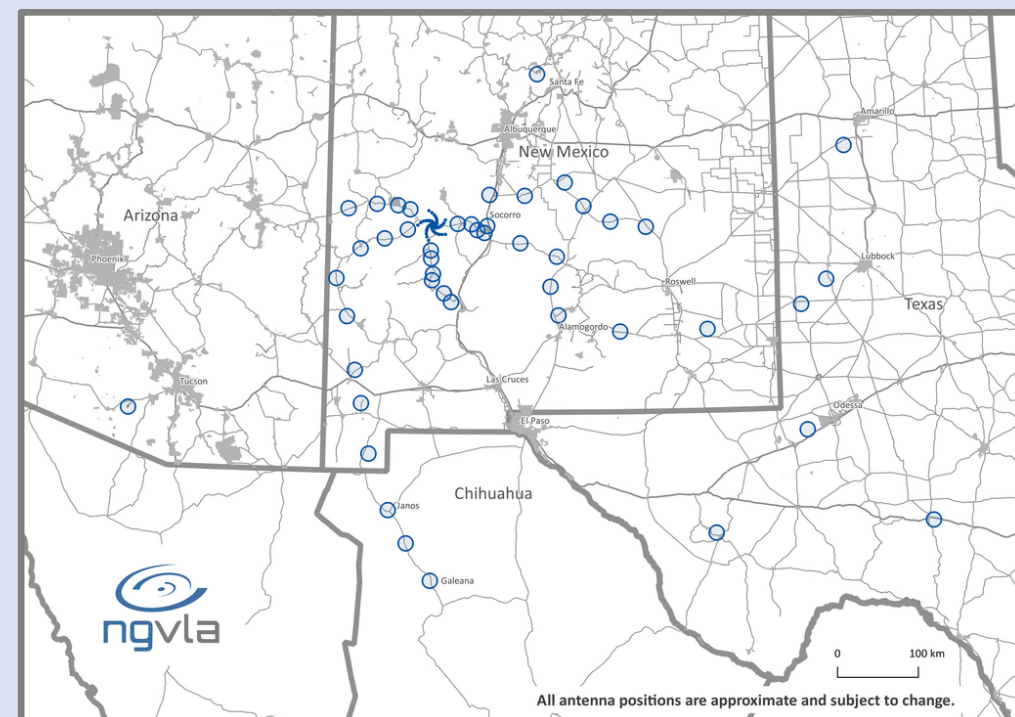 Santa Fe
Amarillo
Albuquerque
New Mexico
Arizona
Socorro
Phoenix
Lubbock
Roswell
Texas
Alamogordo
Tucson
Las Cruces
Odessa
El Paso
Chihuahua
Janos
Galeana
ngvla
0 100 km
All antenna positions are approximate and subject to change.